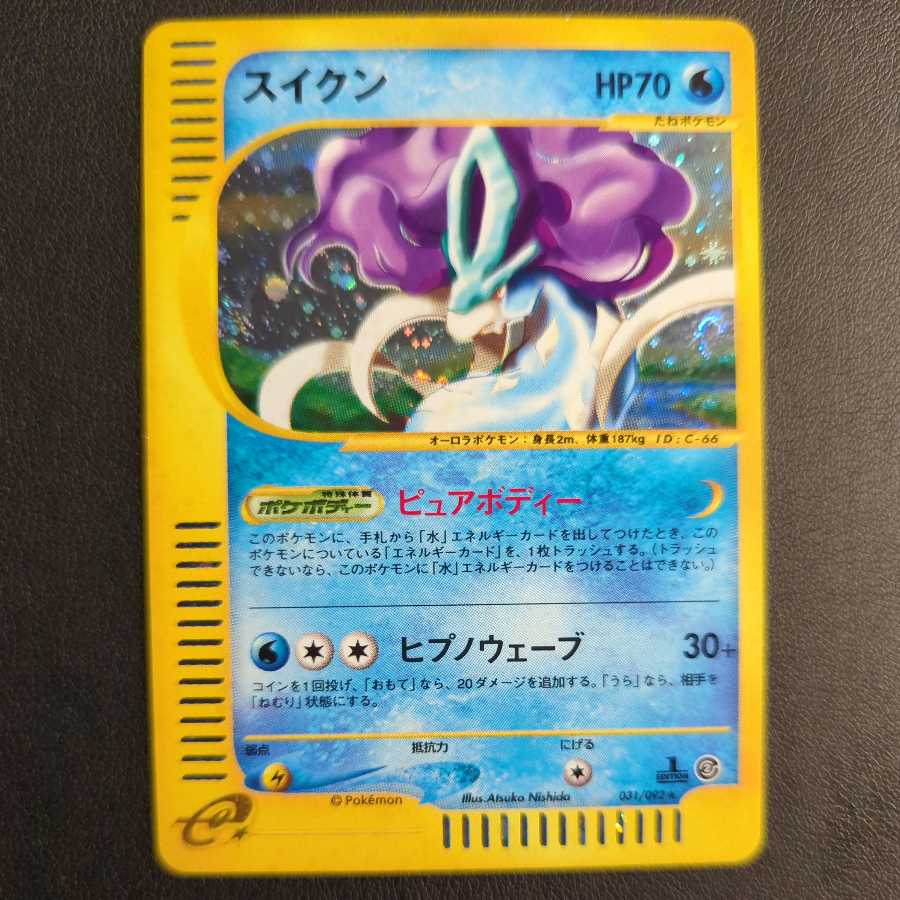 スイクン
HP70
たねポケモン
オーロラポケモン：身長2m、体重187kg ID：C-66
特殊体質
ポケボディー
ピュアボディー
このポケモンに、手札から「水」エネルギーカードを出してつけたとき、この
ポケモンについている「エネルギーカード」を、1枚トラッシュする。（トラッシュ
できないなら、このポケモンに「水」エネルギーカードをつけることはできない。）
ヒプノウェーブ
30+
コインを1回投げ、「おもて」なら、20ダメージを追加する。「うら」なら、相手を
「ねむり」状態にする。
弱点
抵抗力
にげる
1
EDITION
© Pokémon
Illus.Atsuko Nishida
031/092 ★
e